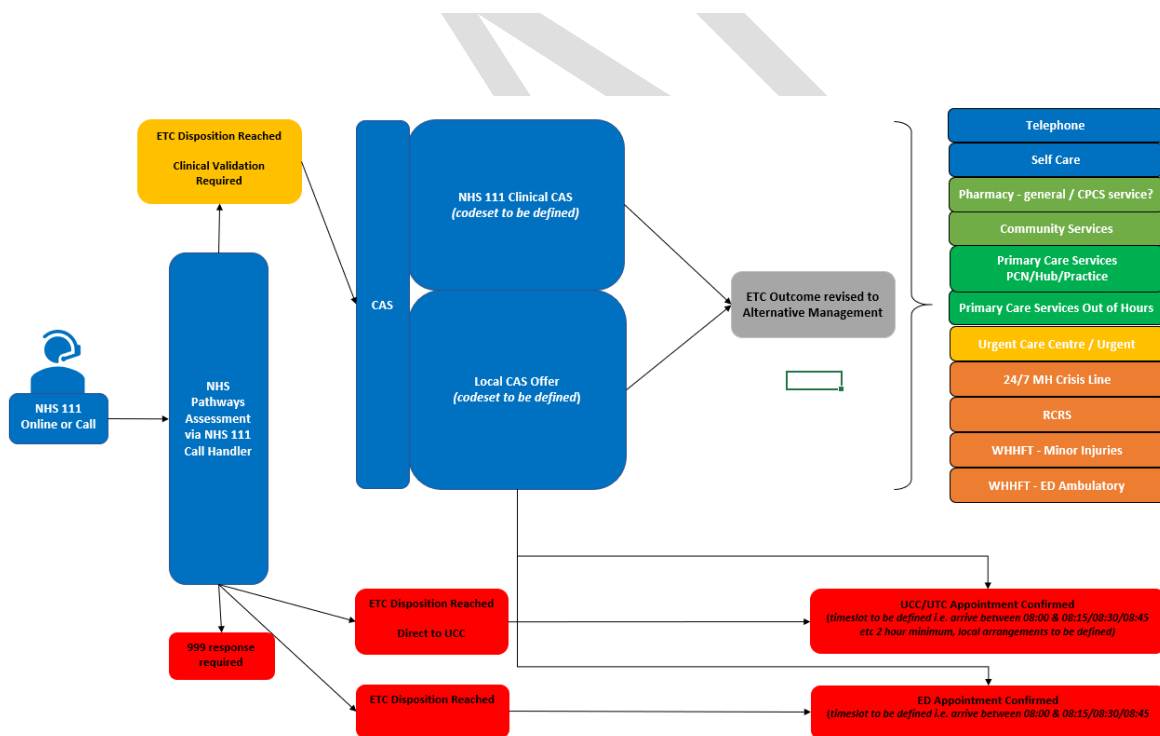 NHS 111
Online or Call
NHS
Pathways
Assessment
via NHS 111
Call Handler
ETC Disposition Reached
Clinical Validation
Required
CAS
NHS 111 Clinical CAS
(codeset to be defined)
Local CAS Offer
(codeset to be defined)
ETC Outcome revised to
Alternative Management
Telephone
Self Care
Pharmacy - general / CPCS service?
Community Services
Primary Care Services
PCN/Hub/Practice
Primary Care Services Out of Hours
Urgent Care Centre / Urgent
24/7 MH Crisis Line
RCRS
WHHFT - Minor Injuries
WHHFT - ED Ambulatory
999 response
required
ETC Disposition Reached
Direct to UCC
UCC/UTC Appointment Confirmed
(timeslot to be defined i.e. arrive between 08:00 & 08:15/08:30/08:45
etc 2 hour minimum, local arrangements to be defined)
ETC Disposition Reached
ED Appointment Confirmed
(timeslot to be defined i.e. arrive between 08:00 & 08:15/08:30/08:45